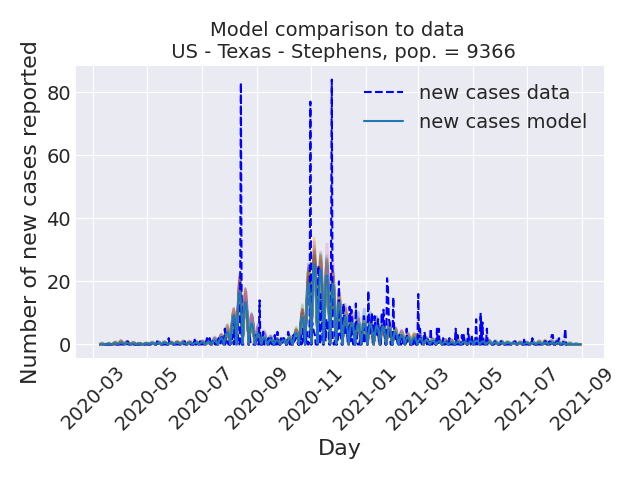 Model comparison to data
US - Texas - Stephens, pop. = 9366
Number of new cases reported
80
60
40
20
0
new cases data
new cases model
2020-03
2020-05
2020-07
2020-09
2020-11
2021-01
2021-03
2021-05
2021-07
2021-09
Day